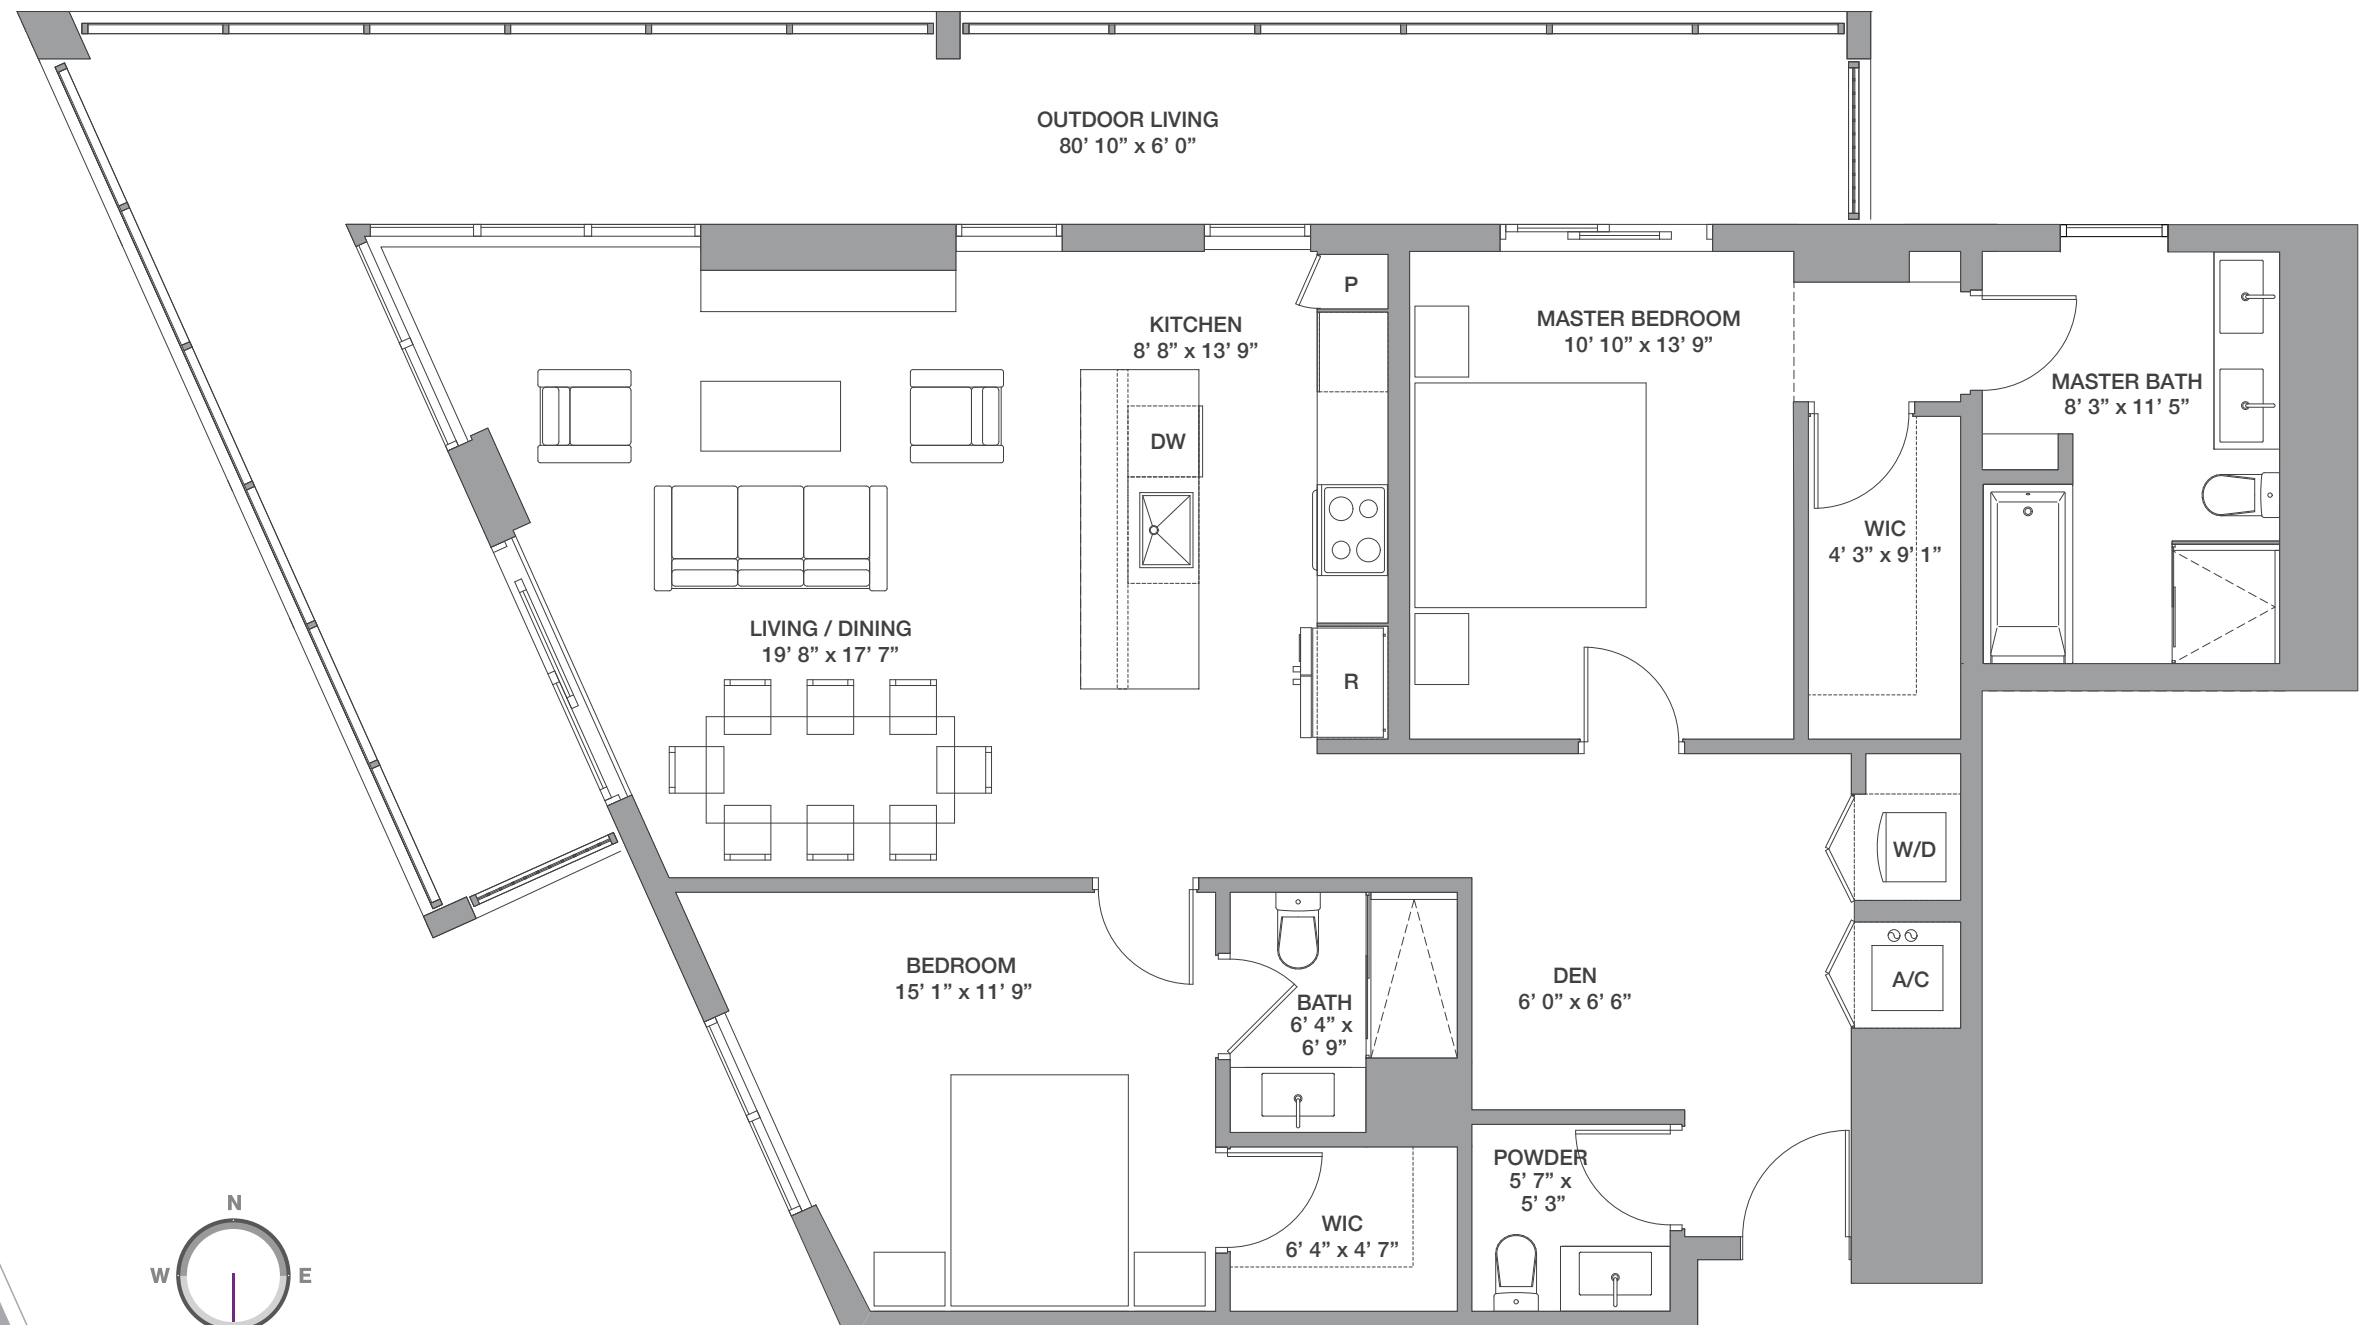 OUTDOOR LIVING
80’ 10” x 6’ 0”
P
KITCHEN
8’ 8” x 13’ 9”
MASTER BEDROOM
10’ 10” x 13’ 9”
MASTER BATH
8’ 3” x 11’ 5”
DW
WIC
4’ 3” x 9’ 1”
LIVING / DINING
19’ 8” x 17’ 7”
R
W/D
BEDROOM
15’ 1” x 11’ 9”
BATH
6’ 4” x
6’ 9”
DEN
6’ 0” x 6’ 6”
A/C
POWDER
5’ 7” x
5’ 3”
WIC
6’ 4” x 4’ 7”
N
W
E